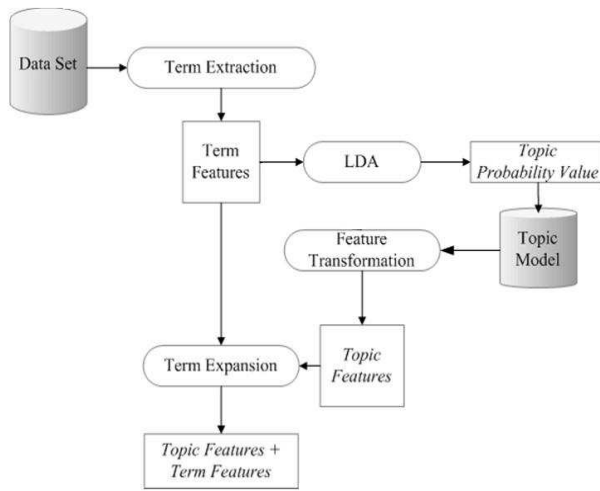 Data Set
Term Extraction
Term
Features
LDA
Topic
Probability Value
Feature
Transformation
Topic
Model
Term Expansion
Topic
Features
Topic Features +
Term Features